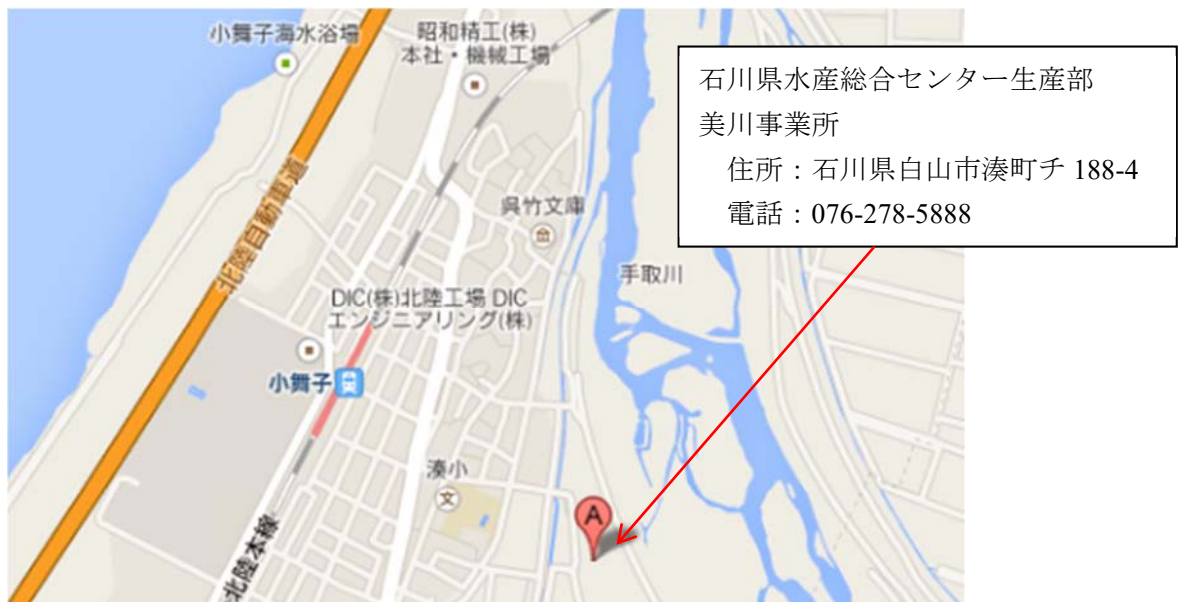 小舞子海水浴場
昭和精工(株)
本社・機械工場
石川県水産総合センター生産部
美川事業所
住所：石川県白山市湊町チ 188-4
電話：076-278-5888
北陸自動車道
呉竹文庫
手取川
DIC(株)北陸工場 DIC
エンジニアリング(株)
小舞子
湊小
文
A
北陸本線